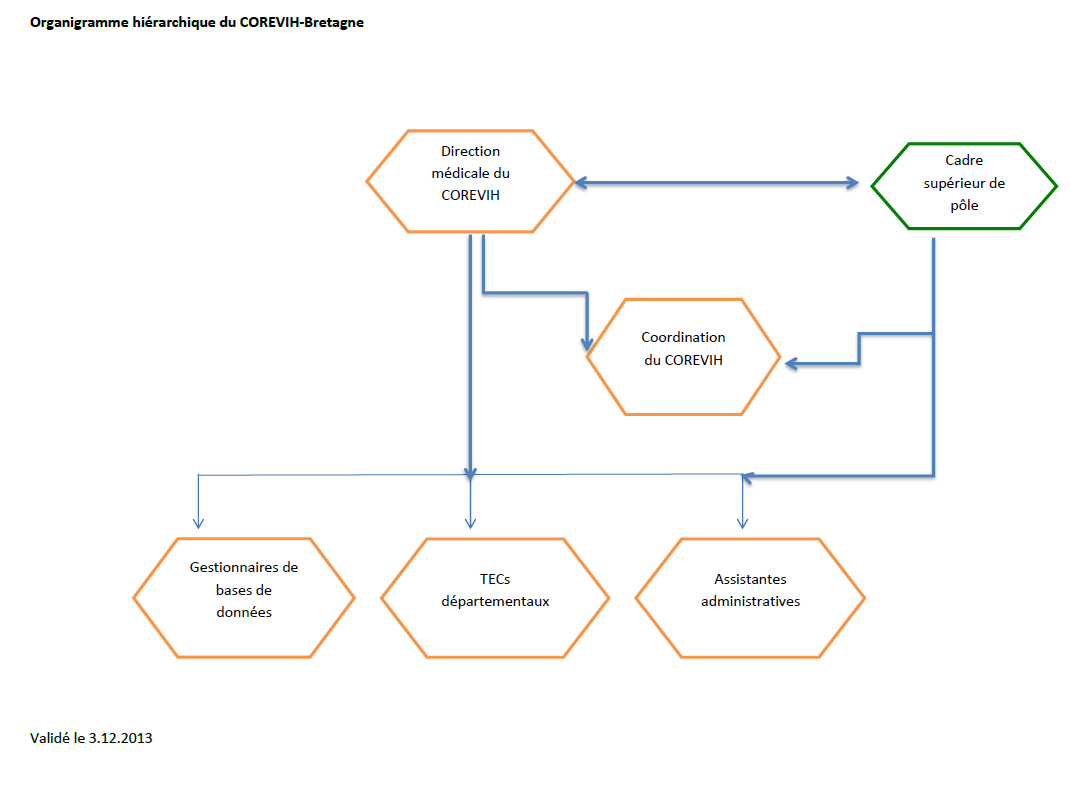 Organigramme hiérarchique du COREVIH-Bretagne
Direction
médicale du
COREVIH
Cadre
supérieur de
pôle
Coordination
du COREVIH
Gestionnaires de
bases de
données
TECs
départementaux
Assistantes
administratives
Validé le 3.12.2013